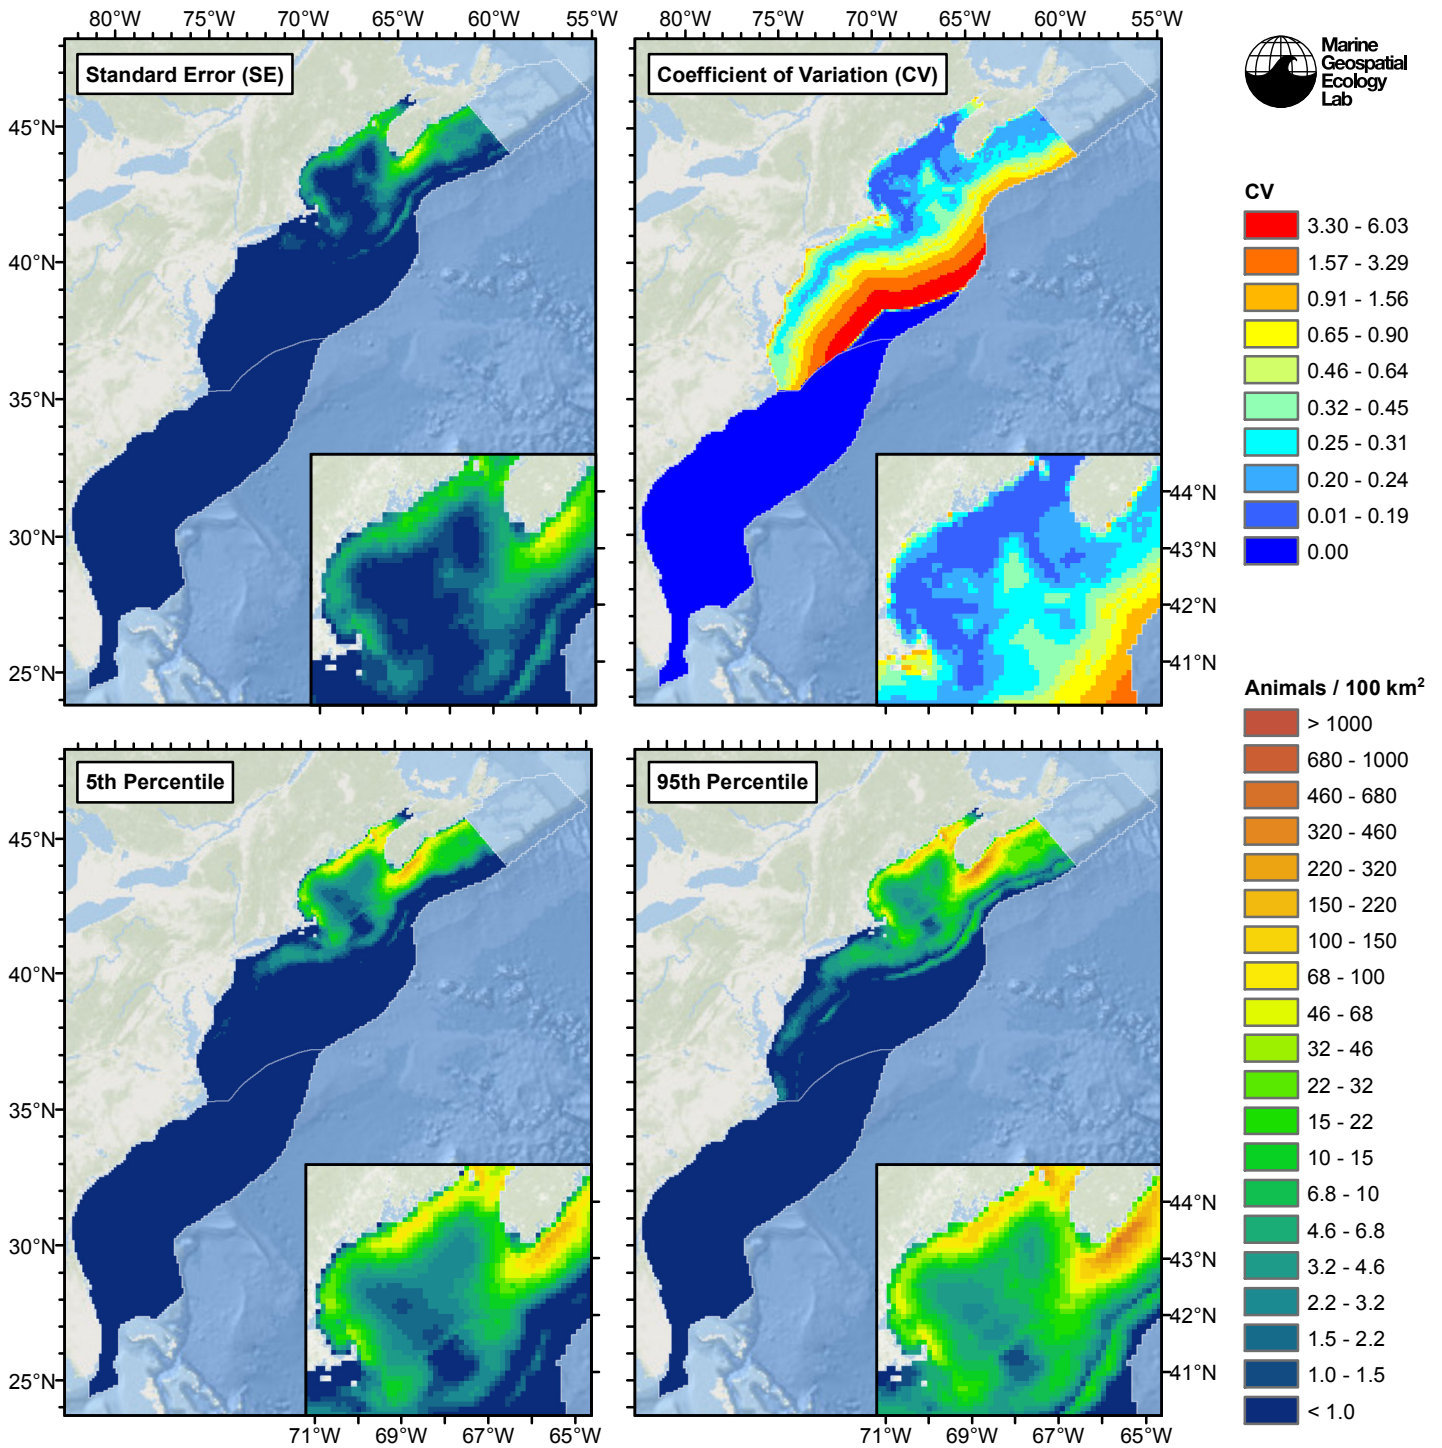 80°W 75°W 70°W 65°W 60°W 55°W
80°W 75°W 70°W 65°W 60°W 55°W
Standard Error (SE)
Coefficient of Variation (CV)
Marine
Geospatial
Ecology
Lab
45°N
40°N
35°N
30°N
25°N
44°N
43°N
42°N
41°N
CV
3.30 - 6.03
1.57 - 3.29
0.91 - 1.56
0.65 - 0.90
0.46 - 0.64
0.32 - 0.45
0.25 - 0.31
0.20 - 0.24
0.01 - 0.19
0.00
5th Percentile
95th Percentile
45°N
40°N
35°N
30°N
25°N
44°N
43°N
42°N
41°N
71°W 69°W 67°W 65°W
71°W 69°W 67°W 65°W
Animals / 100 km²
> 1000
680 - 1000
460 - 680
320 - 460
220 - 320
150 - 220
100 - 150
68 - 100
46 - 68
32 - 46
22 - 32
15 - 22
10 - 15
6.8 - 10
4.6 - 6.8
3.2 - 4.6
2.2 - 3.2
1.5 - 2.2
1.0 - 1.5
< 1.0